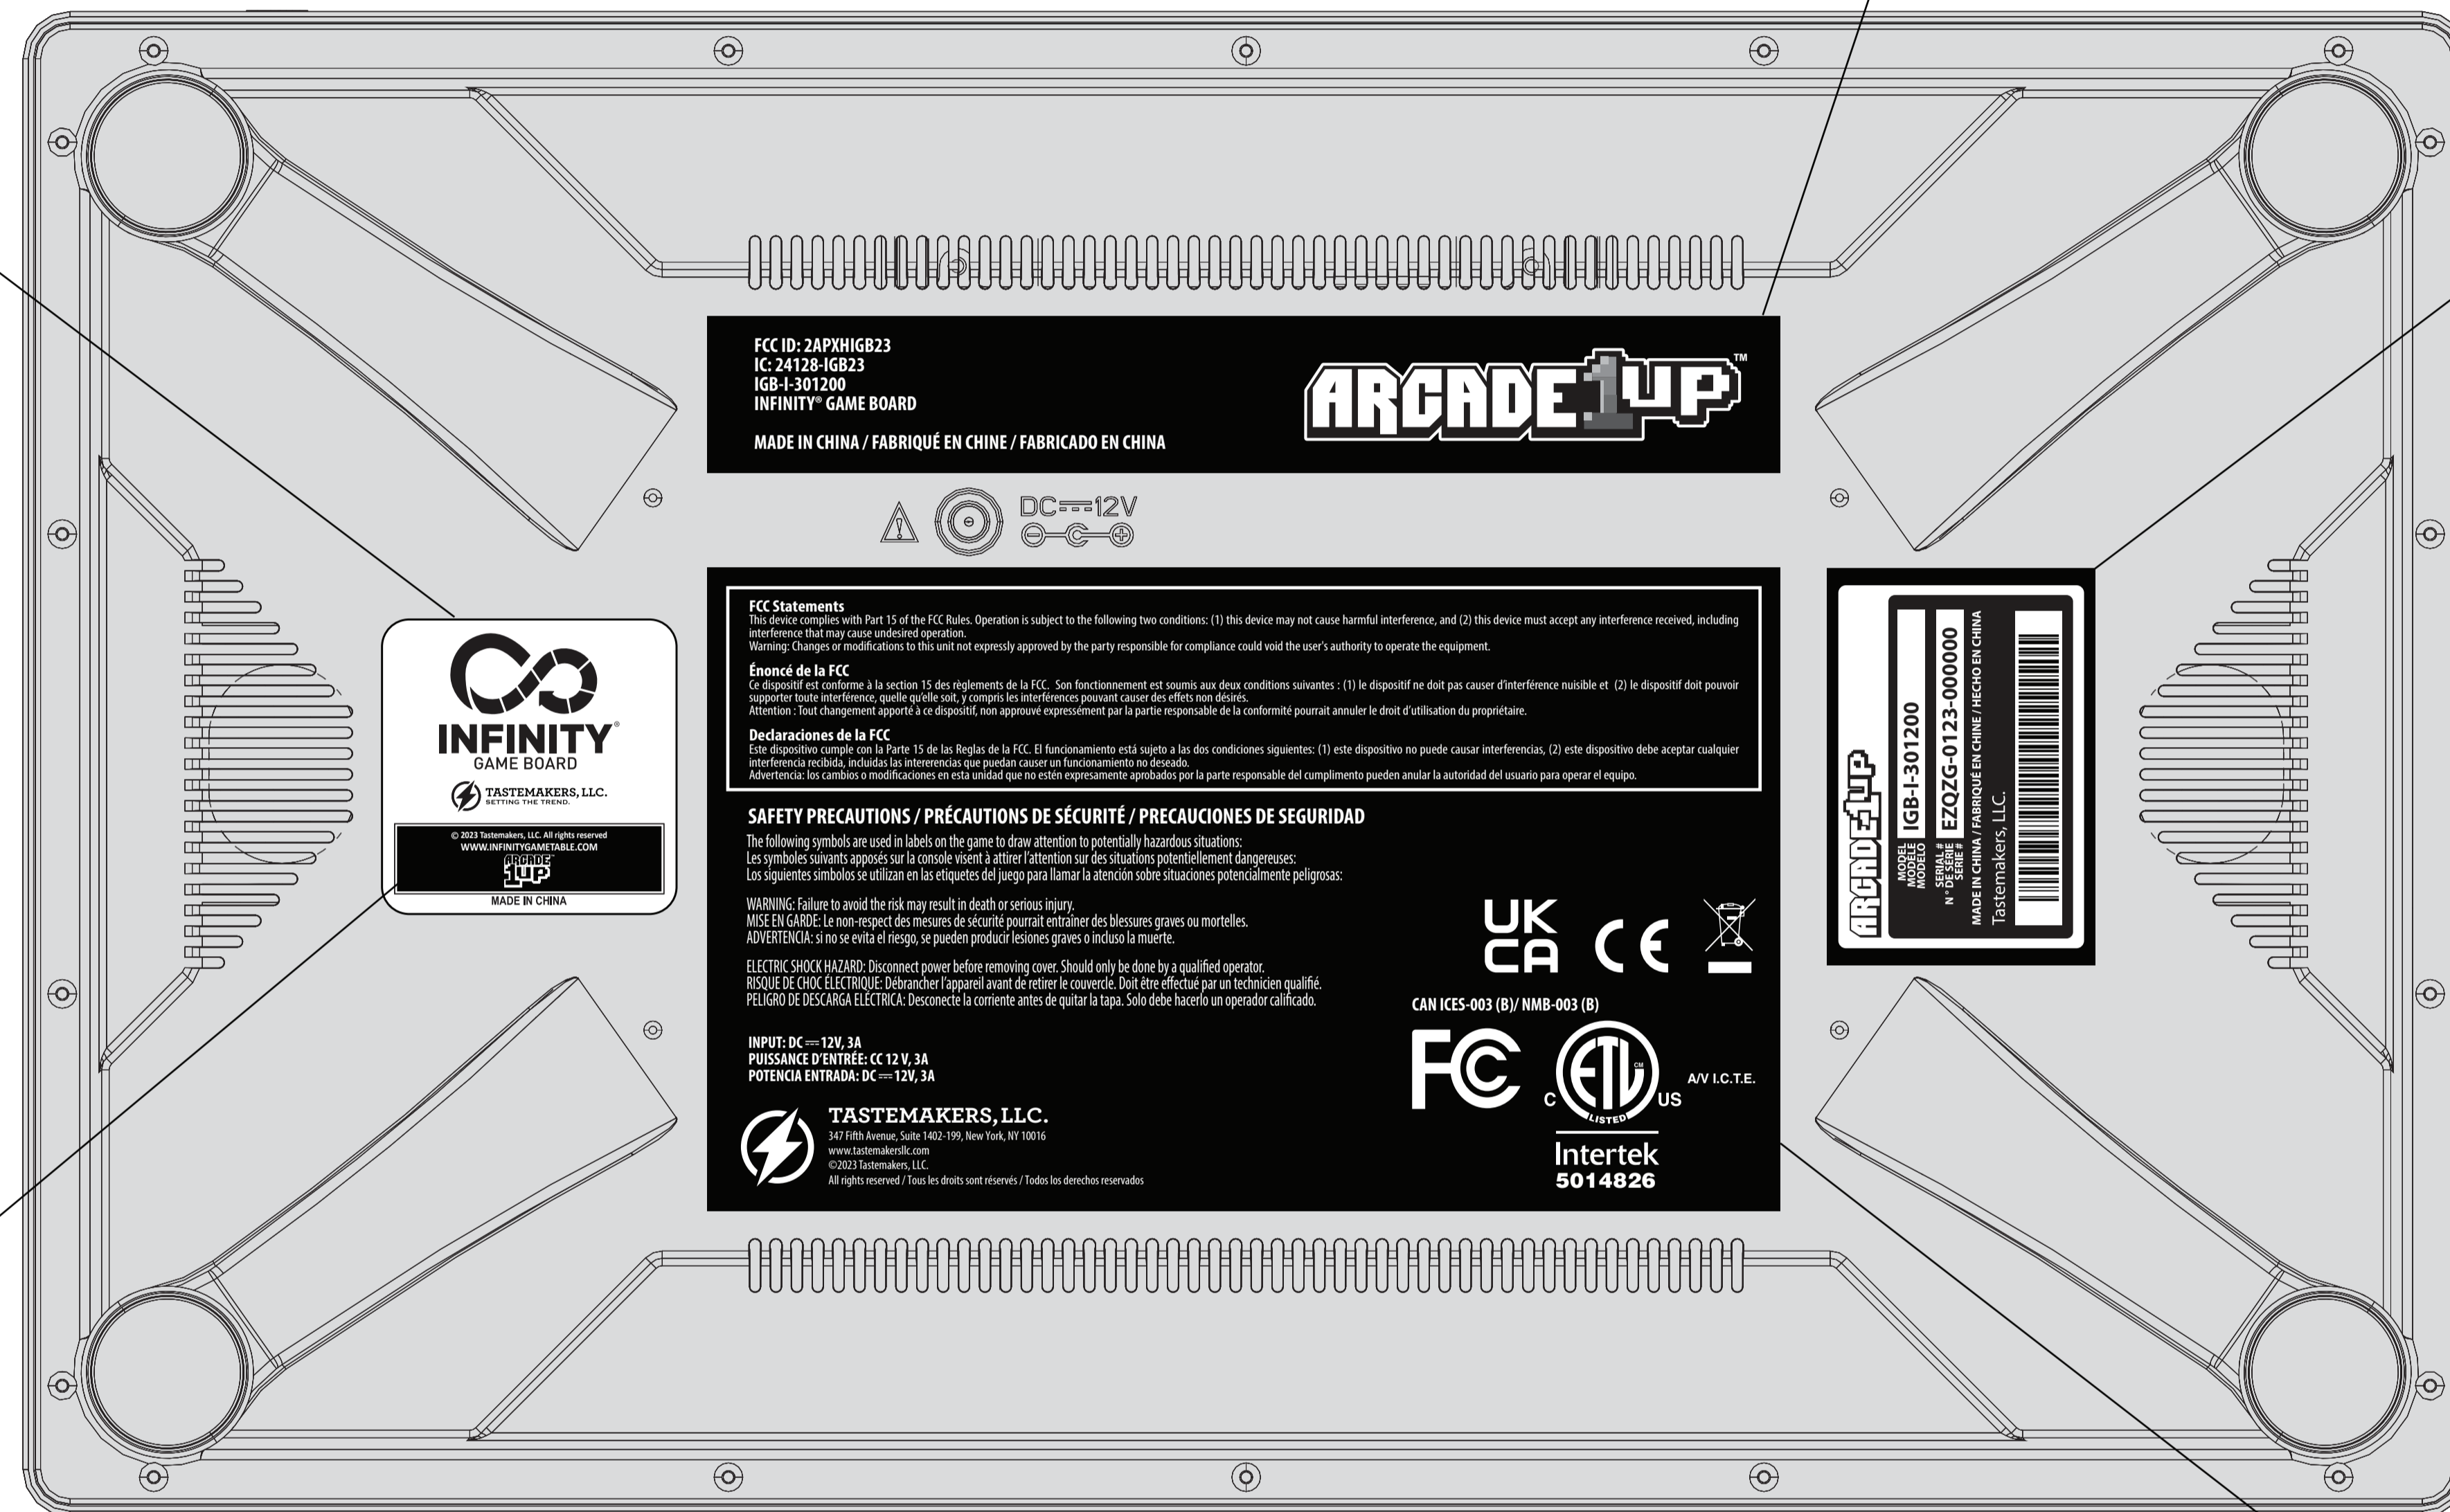 FCC ID: 2APXHIGB23
IC: 24128-IGB23
IGB-I-301200
INFINITY® GAME BOARD
MADE IN CHINA / FABRIQUÉ EN CHINE / FABRICADO EN CHINA
ARCADE1UP™
DC 12V
INFINITY®
GAME BOARD
TASTEMAKERS, LLC.
SETTING THE TREND.
© 2023 Tastemakers, LLC. All rights reserved
WWW.INFINITYGAMETABLE.COM
ARCADE
1UP
MADE IN CHINA
FCC Statements
This device complies with Part 15 of the FCC Rules. Operation is subject to the following two conditions: (1) this device may not cause harmful interference, and (2) this device must accept any interference received, including
interference that may cause undesired operation.
Warning: Changes or modifications to this unit not expressly approved by the party responsible for compliance could void the user's authority to operate the equipment.
Énoncé de la FCC
Ce dispositif est conforme à la section 15 des règlements de la FCC. Son fonctionnement est soumis aux deux conditions suivantes : (1) le dispositif ne doit pas causer d'interférence nuisible et (2) le dispositif doit pouvoir
supporter toute interférence, quelle qu'elle soit, y compris les interférences pouvant causer des effets non désirés.
Attention : Tout changement apporté à ce dispositif, non approuvé expressément par la partie responsable de la conformité pourrait annuler le droit d'utilisation du propriétaire.
Declaraciones de la FCC
Este dispositivo cumple con la Parte 15 de las Reglas de la FCC. El funcionamiento está sujeto a las dos condiciones siguientes: (1) este dispositivo no puede causar interferencias, (2) este dispositivo debe aceptar cualquier
interferencia recibida, incluidas las intererencias que puedan causar un funcionamiento no deseado.
Advertencia: los cambios o modificaciones en esta unidad que no estén expresamente aprobados por la parte responsable del cumplimento pueden anular la autoridad del usuario para operar el equipo.
SAFETY PRECAUTIONS / PRÉCAUTIONS DE SÉCURITÉ / PRECAUCIONES DE SEGURIDAD
The following symbols are used in labels on the game to draw attention to potentially hazardous situations:
Les symboles suivants apposés sur la console visent à attirer l'attention sur des situations potentiellement dangereuses:
Los siguientes simbolos se utilizan en las etiquetas del juego para llamar la atención sobre situaciones potencialmente peligrosas:
WARNING: Failure to avoid the risk may result in death or serious injury.
MISE EN GARDE: Le non-respect des mesures de sécurité pourrait entraîner des blessures graves ou mortelles.
ADVERTENCIA: si no se evita el riesgo, se pueden producir lesiones graves o incluso la muerte.
ELECTRIC SHOCK HAZARD: Disconnect power before removing cover. Should only be done by a qualified operator.
RISQUE DE CHOC ÉLECTRIQUE: Débrancher l'appareil avant de retirer le couvercle. Doit être effectué par un technicien qualifié.
PELIGRO DE DESCARGA ELÉCTRICA: Desconecte la corriente antes de quitar la tapa. Solo debe hacerlo un operador calificado.
INPUT: DC 12V, 3A
PUISSANCE D'ENTRÉE: CC 12 V, 3A
POTENCIA ENTRADA: DC 12V, 3A
TASTEMAKERS, LLC.
347 Fifth Avenue, Suite 1402-199, New York, NY 10016
www.tastemakersllc.com
©2023 Tastemakers, LLC.
All rights reserved / Tous les droits sont réservés / Todos los derechos reservados
UK
CA
CE
CAN ICES-003 (B)/ NMB-003 (B)
FC
C ETL CM US
LISTED
A/V I.C.T.E.
Intertek
5014826
ARCADE1UP
MODEL
MODÈLE
MODELO
IGB-I-301200
SERIAL #
N° DE SÉRIE
SERIE #
EZQZG-0123-000000
MADE IN CHINA / FABRIQUÉ EN CHINE / HECHO EN CHINA
Tastemakers, LLC.